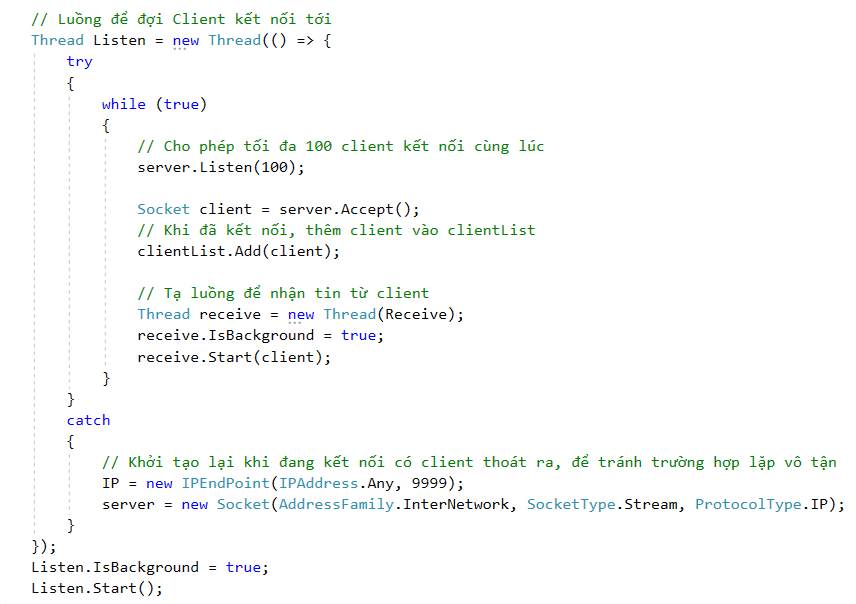 // Luồng để đợi Client kết nối tới
Thread Listen = new Thread(() => {
try
{
while (true)
{
// Cho phép tối đa 100 client kết nối cùng lúc
server.Listen(100);
Socket client = server.Accept();
// Khi đã kết nối, thêm client vào clientList
clientList.Add(client);
// Tạ luồng để nhận tin từ client
Thread receive = new Thread(Receive);
receive.IsBackground = true;
receive.Start(client);
}
}
catch
{
// Khởi tạo lại khi đang kết nối có client thoát ra, để tránh trường hợp lặp vô tận
IP = new IPEndPoint(IPAddress.Any, 9999);
server = new Socket(AddressFamily.InterNetwork, SocketType.Stream, ProtocolType.IP);
}
});
Listen.IsBackground = true;
Listen.Start();